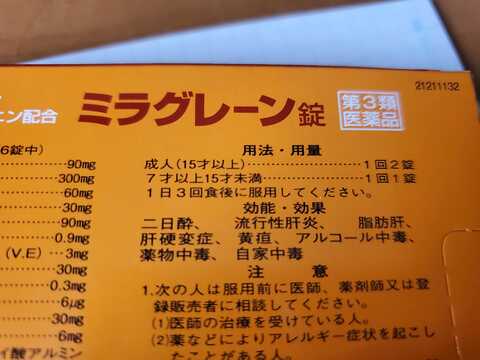 21211132
ニン配合
ミラグレーン錠
第3類
医薬品
6錠中)
90mg
300mg
60mg
30mg
90mg
0.9mg
(V.E) 3mg
30mg
0.3mg
6μg
30mg
6mg
イ酸アルミン
用法・用量
成人(15才以上)…………………1回2錠
7才以上15才未満…………………1回1錠
1日3回食後に服用してください。
効能・効果
二日酔、流行性肝炎、脂肪肝、
肝硬変症、黄疸、アルコール中毒、
薬物中毒、自家中毒
注意
1.次の人は服用前に医師、薬剤師又は登
録販売者に相談してください。
(1)医師の治療を受けている人。
(2)薬などによりアレルギー症状を起こし
たことがある人。